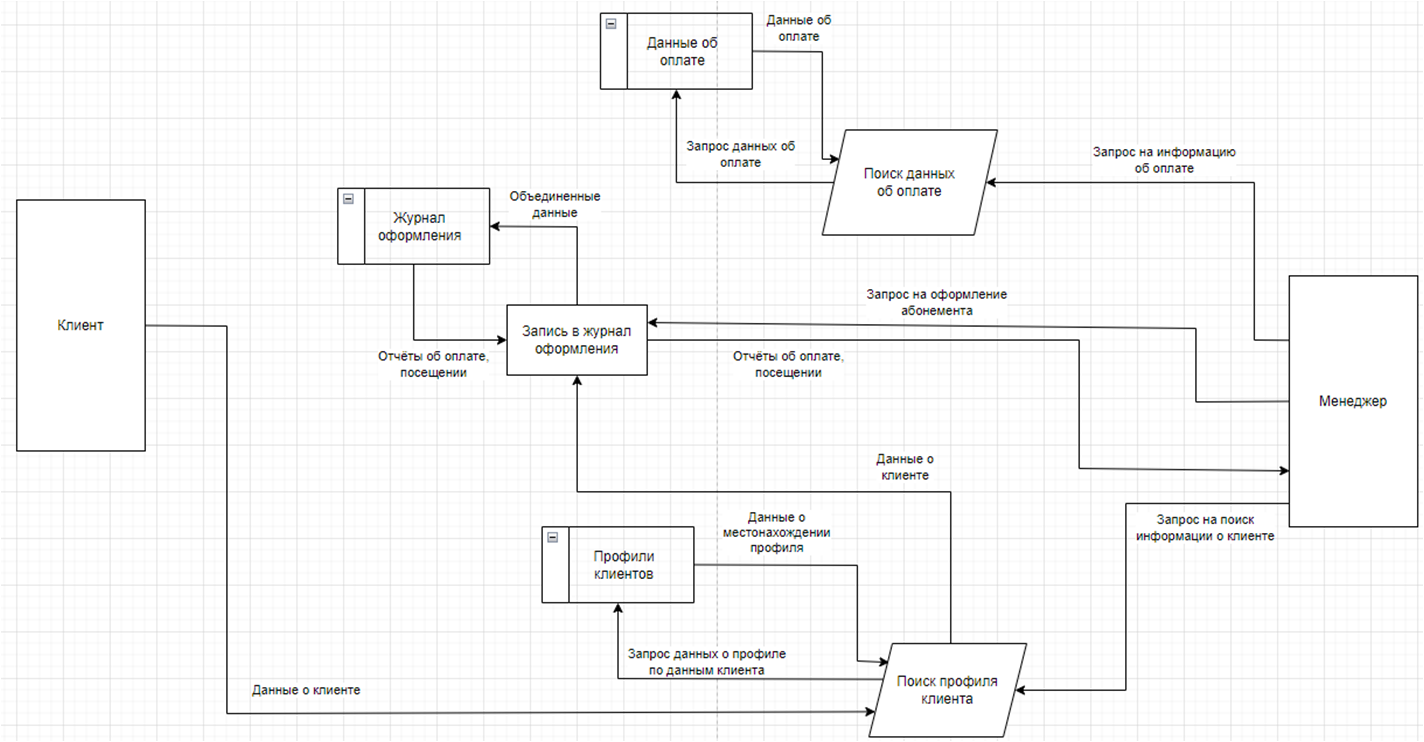 Данные об
оплате
Данные об
оплате
Запрос данных об
оплате
Поиск данных
об оплате
Запрос на информацию
об оплате
Журнал
оформления
Объединенные
данные
Клиент
Запись в журнал
оформления
Запрос на оформление
абонемента
Отчёты об оплате,
посещении
Отчёты об оплате,
посещении
Менеджер
Данные о
клиенте
Профили
клиентов
Данные о
местонахождении
профиля
Запрос на поиск
информации о клиенте
Запрос данных о профиле
по данным клиента
Поиск профиля
клиента
Данные о клиенте